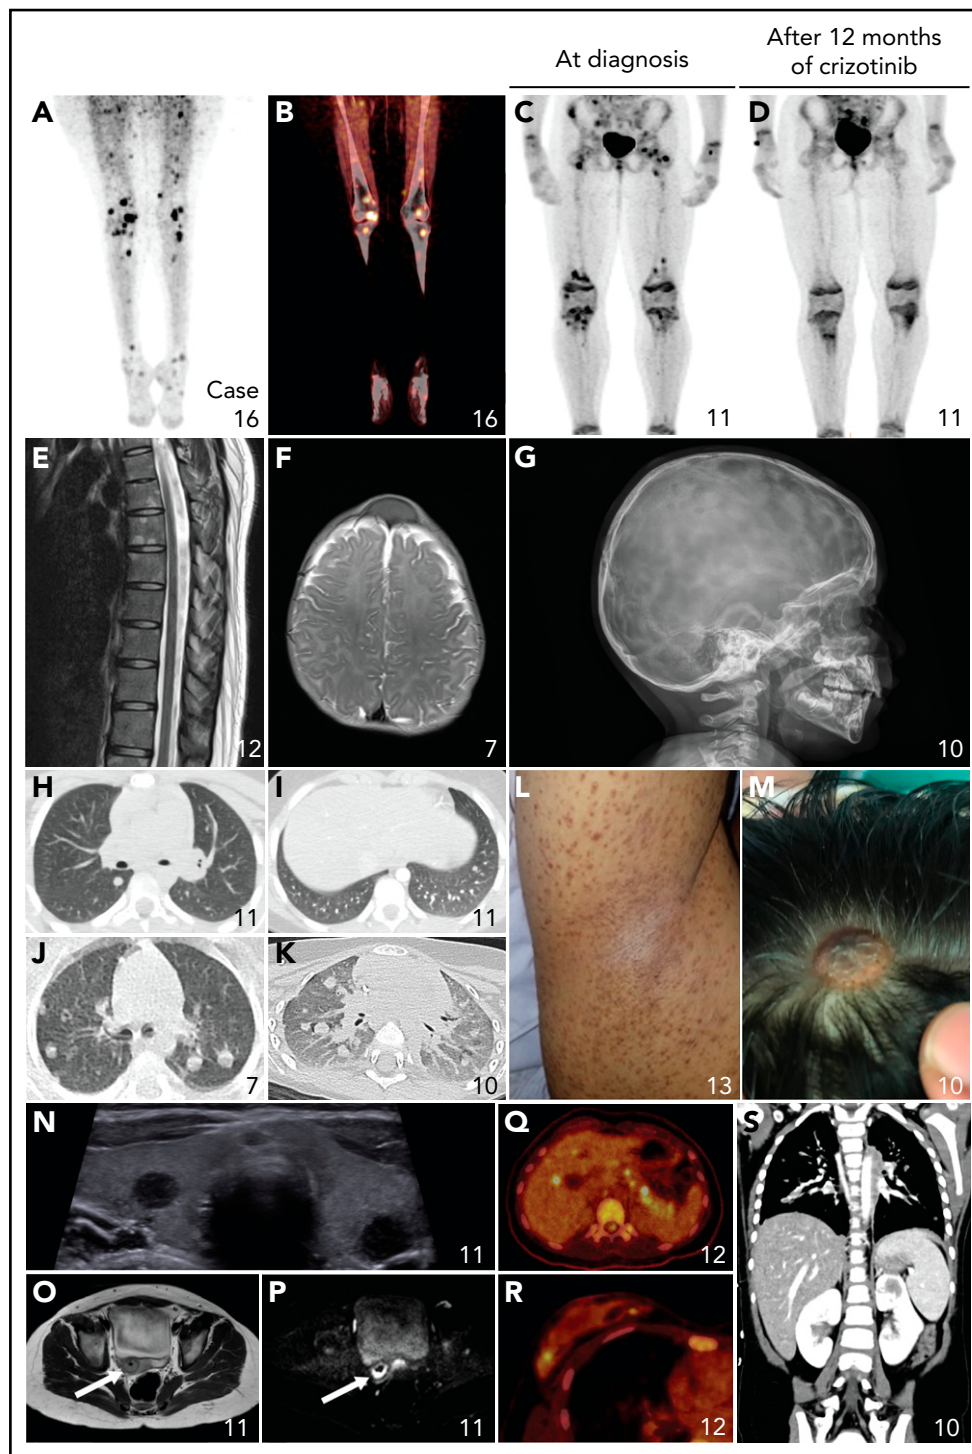 At diagnosis
After 12 months
of crizotinib
A
Case
16
B
16
C
11
D
11
E
12
F
7
G
10
H
11
I
11
J
7
K
10
L
13
M
10
N
11
O
11
P
11
Q
12
R
12
S
10